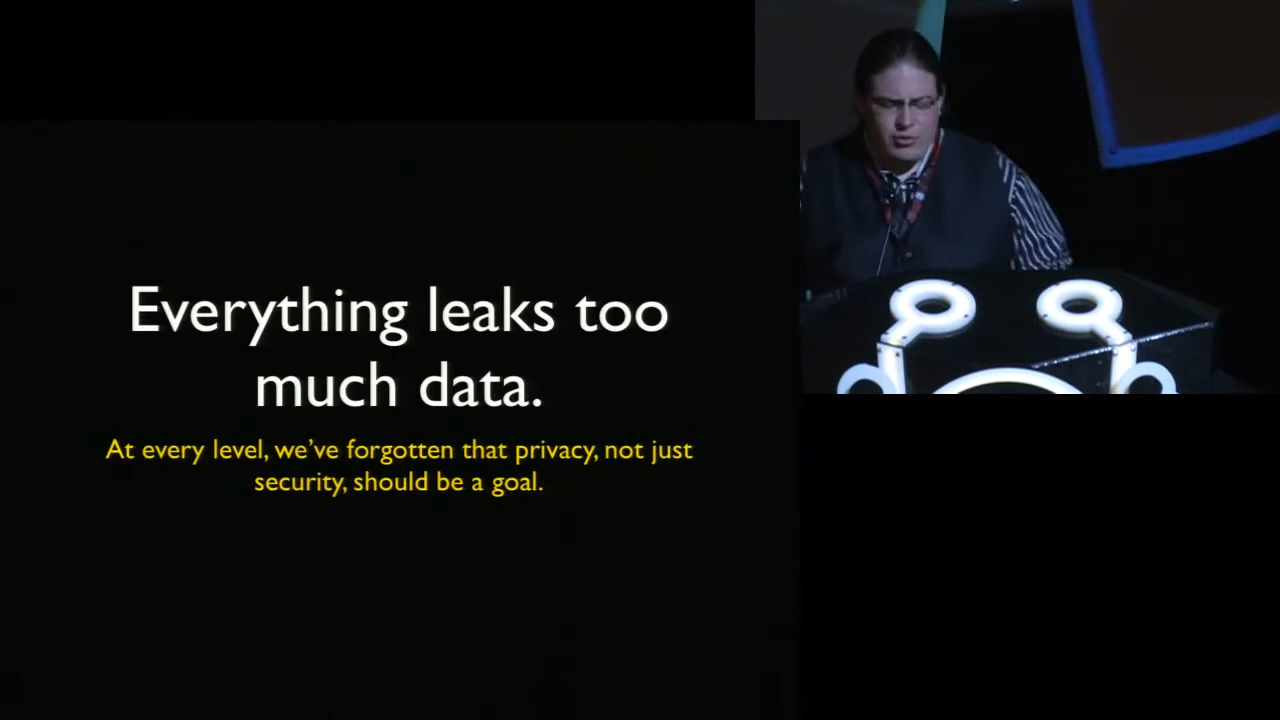 Everything leaks too
much data.
At every level, we've forgotten that privacy, not just
security, should be a goal.